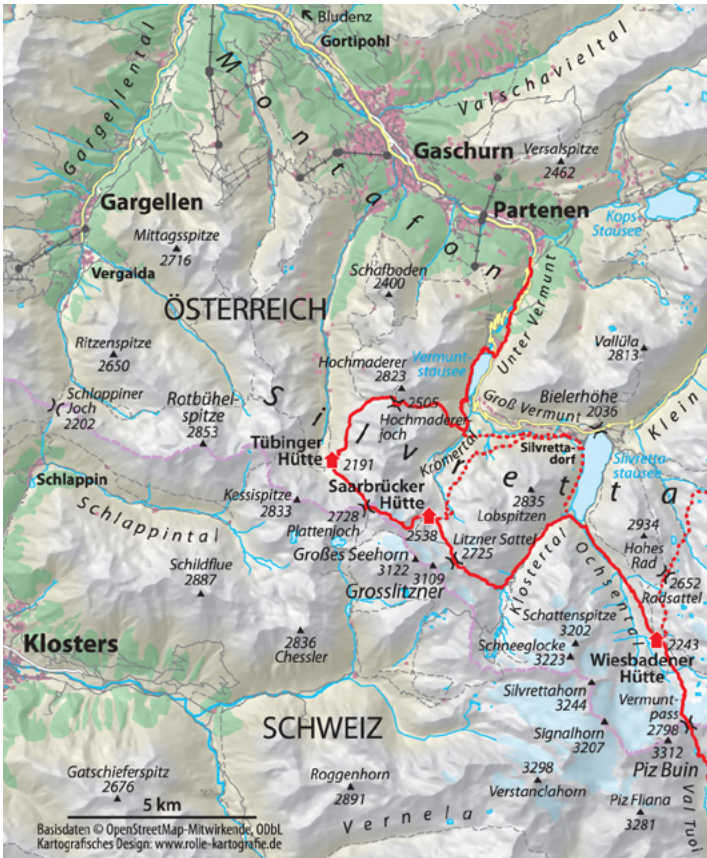 Bludenz
Gortipohl
Valschavieltal
Montafon
Gargellental
Gaschurn
Versalspitze
2462
Gargellen
Partenen
Kops-
Stausee
Mittagsspitze
2716
Vergalda
Schafboden
2400
ÖSTERREICH
Unter Vermunt
Ritzenspitze
2650
Hochmaderer
2823
Vermunt-
stausee
Vallüla
2813
Schlappiner
Joch
2202
Rotbühel-
spitze
2853
Silvretta
2505
Hochmaderer-
joch
Groß Vermunt
Bielerhöhe
2036
Klein
Tübinger
Hütte
2191
Kromertal
Silvretta-
dorf
Silvretta-
stausee
Schlappin
Saarbrücker
Hütte
Kessispitze
2833
2835
Lobspitzen
Schlappintal
2728
Plattenjoch
2538
Litzner Sattel
2725
2934
Hohes
Rad
Großes Seehorn
3122
3109
Grosslitzner
Klostertal
Ochsental
2652
Radsattel
Schildflue
2887
Schattenspitze
3202
Klosters
2836
Chessler
Schneeglocke
3223
2243
Wiesbadener
Hütte
Silvrettahorn
3244
Vermunt-
pass
2798
SCHWEIZ
Signalhorn
3207
3312
Piz Buin
Gatschieferspitz
2676
Roggenhorn
2891
3298
Verstanclahorn
Piz Fliana
3281
Val Tuoi
Vernela
5 km
Basisdaten © OpenStreetMap-Mitwirkende, ODbL
Kartografisches Design: www.rolle-kartografie.de